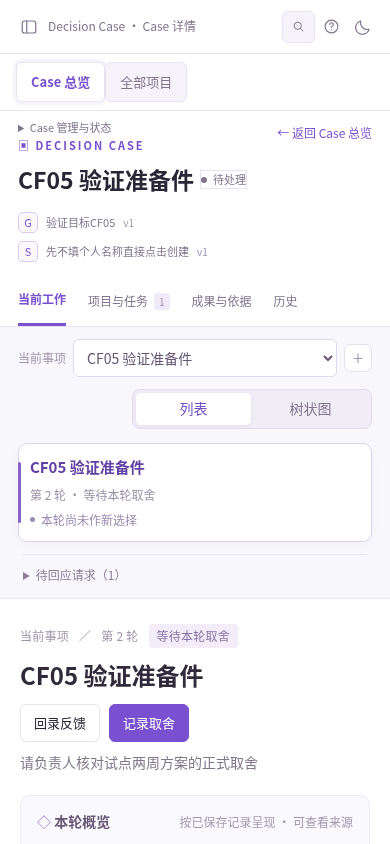 Decision Case · Case 详情
Case 总览
全部项目
Case 管理与状态
← 返回 Case 总览
DECISION CASE
CF05 验证准备件
待处理
G 验证目标CF05 v1
S 先不填个人名称直接点击创建 v1
当前工作
项目与任务 1
成果与依据
历史
当前事项
CF05 验证准备件
+
列表
树状图
CF05 验证准备件
第 2 轮 · 等待本轮取舍
本轮尚未作新选择
待回应请求（1）
当前事项 ／ 第 2 轮 等待本轮取舍
CF05 验证准备件
回录反馈
记录取舍
请负责人核对试点两周方案的正式取舍
◇ 本轮概览
按已保存记录呈现 · 可查看来源